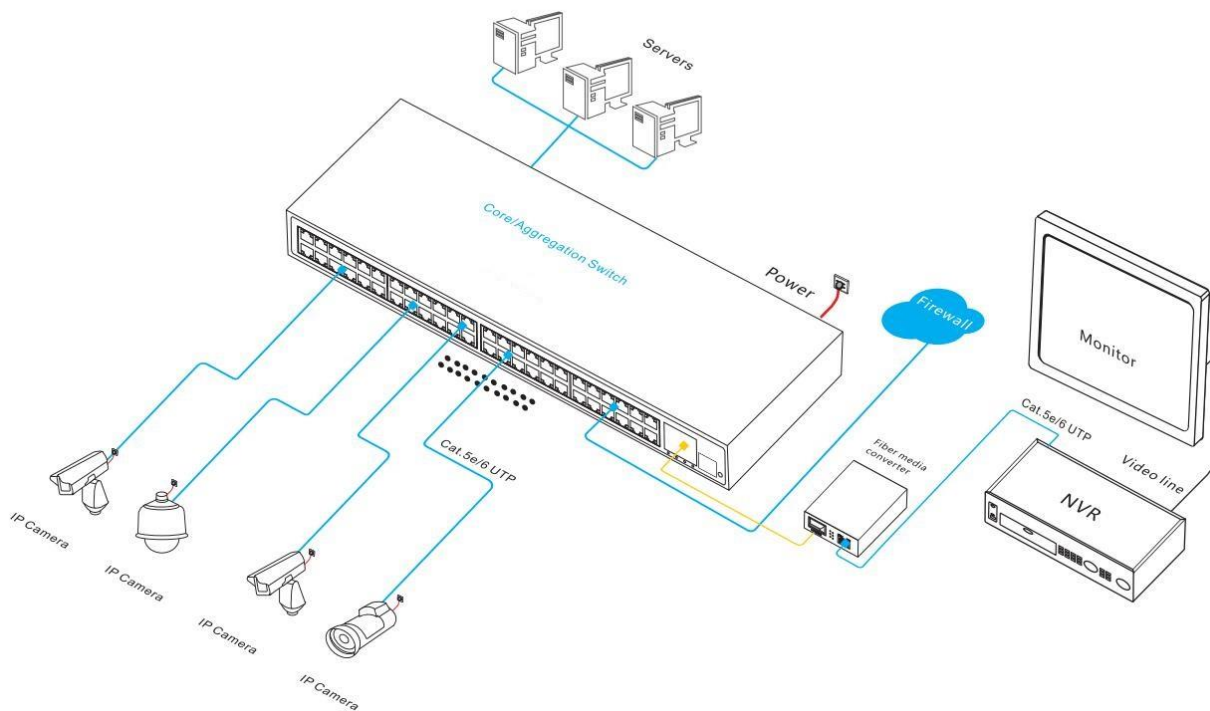 Servers
Core/Aggregation Switch
Power
Firewall
Monitor
Cat.5e/6 UTP
Fiber media
converter
Video line
NVR
Cat.5e/6 UTP
IP Camera
IP Camera
IP Camera
IP Camera